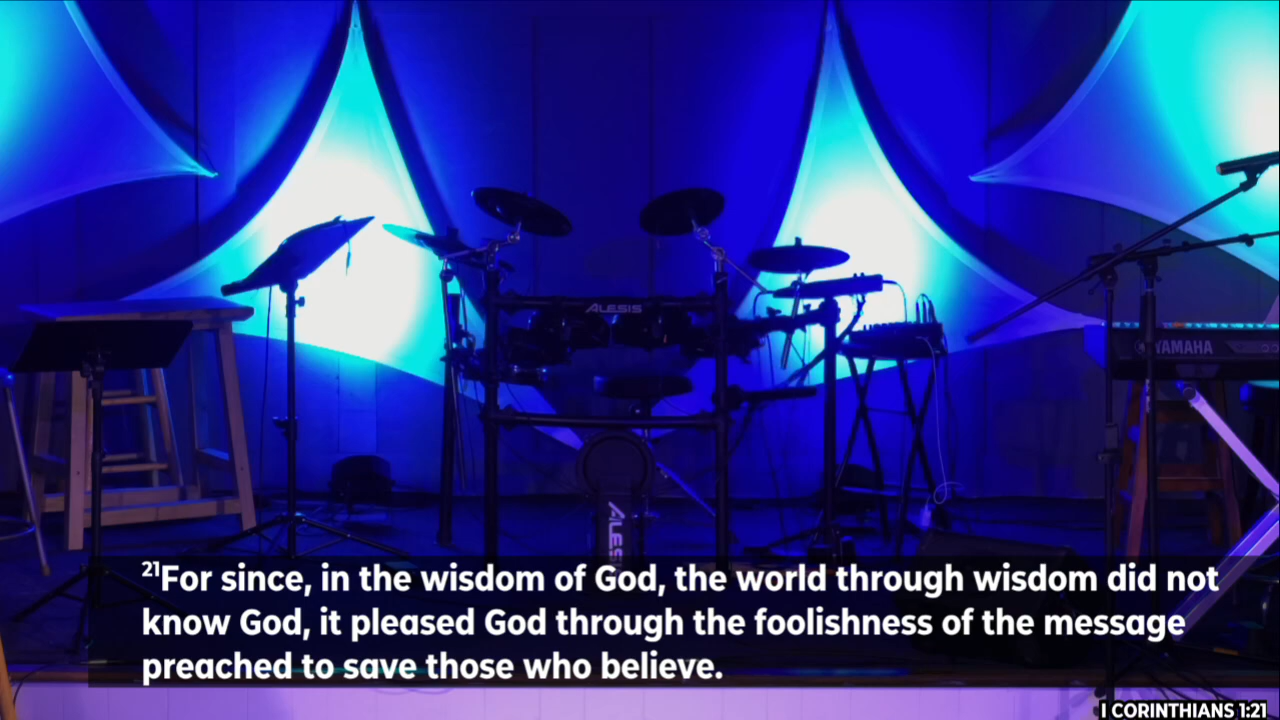 ALESIS
YAMAHA
ALESIS
21For since, in the wisdom of God, the world through wisdom did not
know God, it pleased God through the foolishness of the message
preached to save those who believe.
I CORINTHIANS 1:21